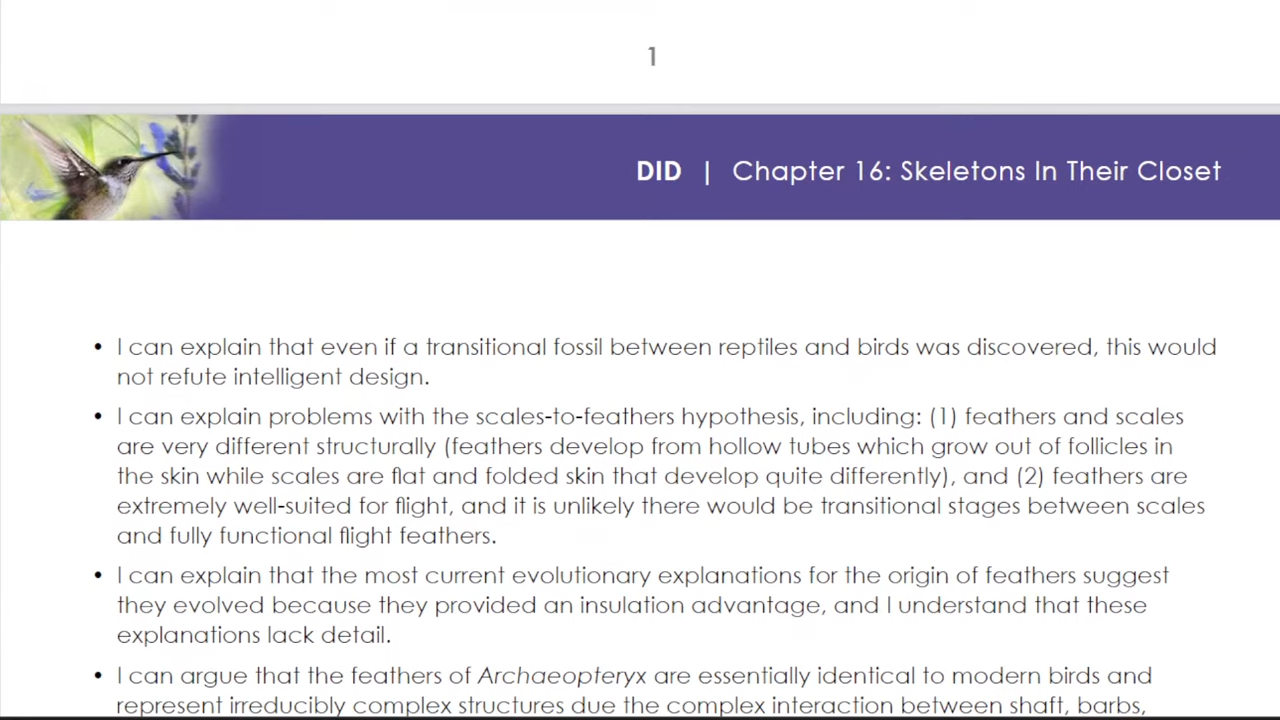 1
DID | Chapter 16: Skeletons In Their Closet
• I can explain that even if a transitional fossil between reptiles and birds was discovered, this would
not refute intelligent design.
• I can explain problems with the scales-to-feathers hypothesis, including: (1) feathers and scales
are very different structurally (feathers develop from hollow tubes which grow out of follicles in
the skin while scales are flat and folded skin that develop quite differently), and (2) feathers are
extremely well-suited for flight, and it is unlikely there would be transitional stages between scales
and fully functional flight feathers.
• I can explain that the most current evolutionary explanations for the origin of feathers suggest
they evolved because they provided an insulation advantage, and I understand that these
explanations lack detail.
• I can argue that the feathers of Archaeopteryx are essentially identical to modern birds and
represent irreducibly complex structures due the complex interaction between shaft, barbs,